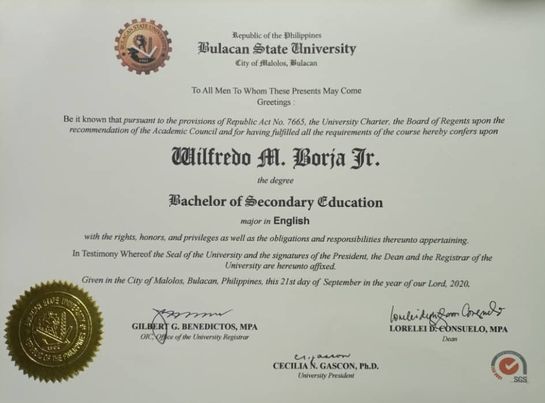 Republic of the Philippines
Bulacan State University
City of Malolos, Bulacan
To All Men To Whom These Presents May Come
Greetings :
Be it known that pursuant to the provisions of Republic Act No. 7665, the University Charter, the Board of Regents upon the
recommendation of the Academic Council and for having fulfilled all the requirements of the course hereby confers upon
Wilfredo M. Borja Jr.
the degree
Bachelor of Secondary Education
major in English
with the rights, honors, and privileges as well as the obligations and responsibilities thereunto appertaining.
In Testimony Whereof the Seal of the University and the signatures of the President, the Dean and the Registrar of the
University are hereunto affixed.
Given in the City of Malolos, Bulacan, Philippines, this 21st day of September in the year of our Lord, 2020.
GILBERT G. BENEDICTOS, MPA
OIC, Office of the University Registrar
LORELEI D. CONSUELO, MPA
Dean
CECILIA N. GASCON, Ph.D.
University President
BULACAN STATE UNIVERSITY
SGS